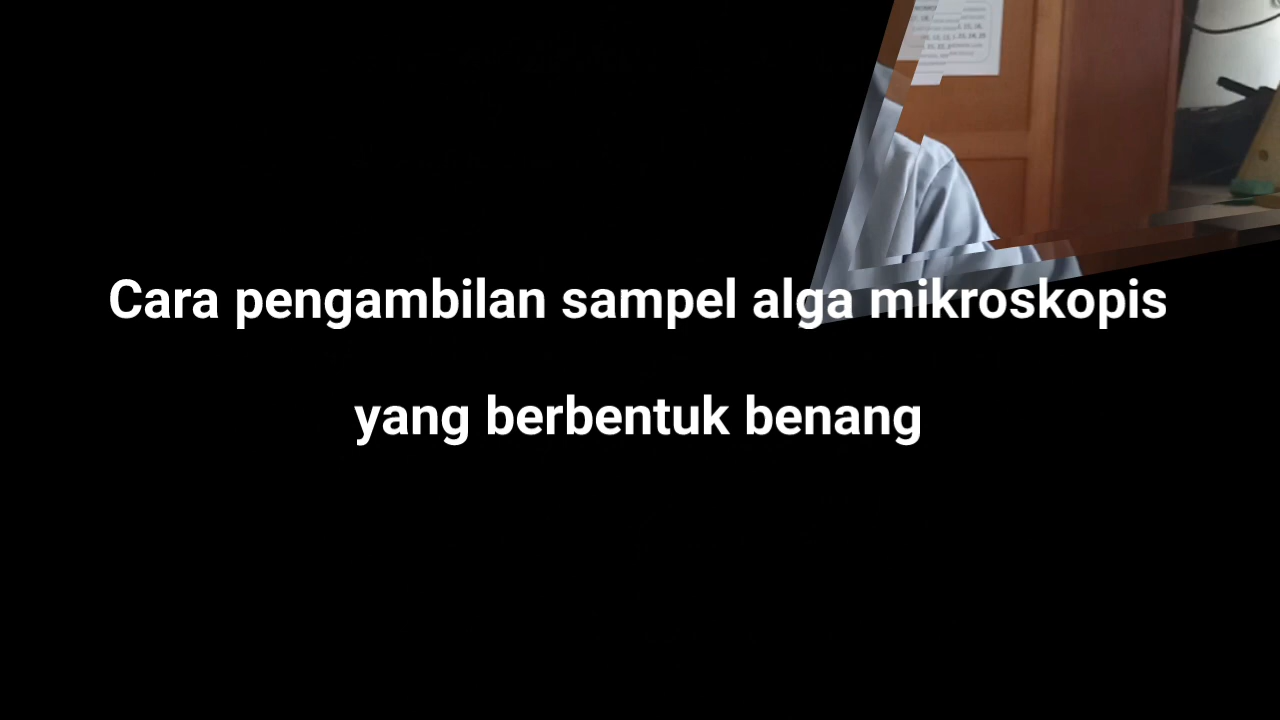 Cara pengambilan sampel alga mikroskopis
yang berbentuk benang